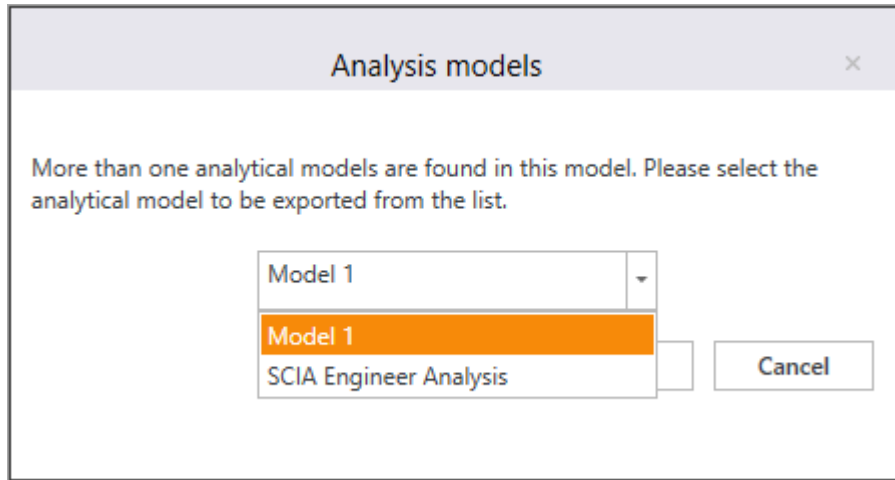 Analysis models
More than one analytical models are found in this model. Please select the
analytical model to be exported from the list.
Model 1
Model 1
SCIA Engineer Analysis
Cancel